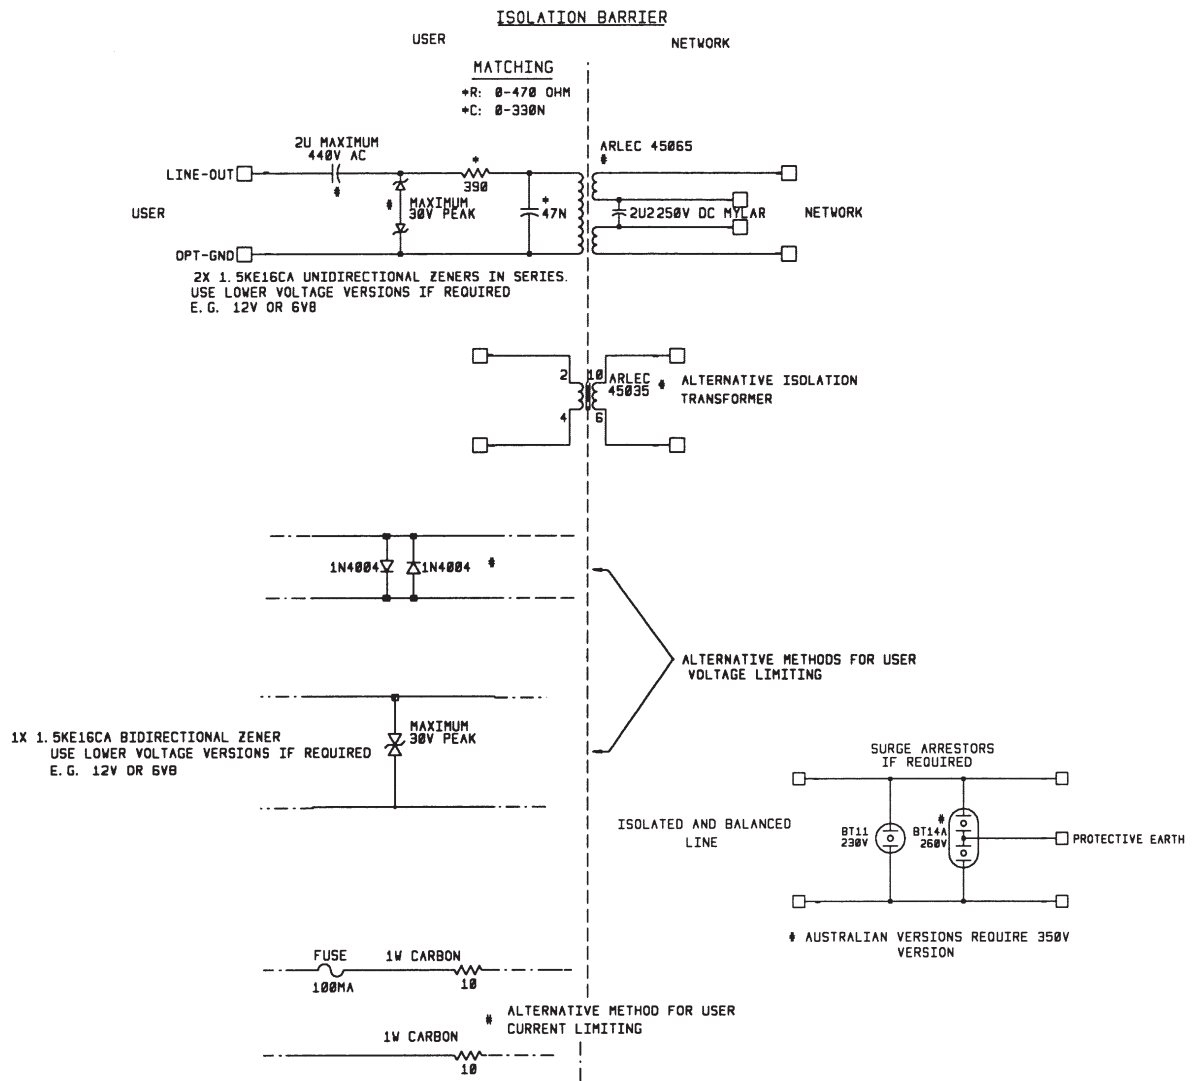 ISOLATION BARRIER
USER
NETWORK
MATCHING
*R: 0-470 OHM
*C: 0-330N
2U MAXIMUM
440V AC
ARLEC 45065
#
LINE-OUT
#
*
390
#
MAXIMUM
30V PEAK
*
47N
2U2 250V DC MYLAR
USER
NETWORK
OPT-GND
2X 1.5KE16CA UNIDIRECTIONAL ZENERS IN SERIES.
USE LOWER VOLTAGE VERSIONS IF REQUIRED
E.G. 12V OR 6V8
2
10
ARLEC
45035
#
ALTERNATIVE ISOLATION
TRANSFORMER
4
6
1N4004
1N4004
#
ALTERNATIVE METHODS FOR USER
VOLTAGE LIMITING
MAXIMUM
30V PEAK
1X 1.5KE16CA BIDIRECTIONAL ZENER
USE LOWER VOLTAGE VERSIONS IF REQUIRED
E.G. 12V OR 6V8
SURGE ARRESTORS
IF REQUIRED
ISOLATED AND BALANCED
LINE
BT11
230V
#
BT14A
260V
PROTECTIVE EARTH
# AUSTRALIAN VERSIONS REQUIRE 350V
VERSION
FUSE
100MA
1W CARBON
10
# ALTERNATIVE METHOD FOR USER
CURRENT LIMITING
1W CARBON
10